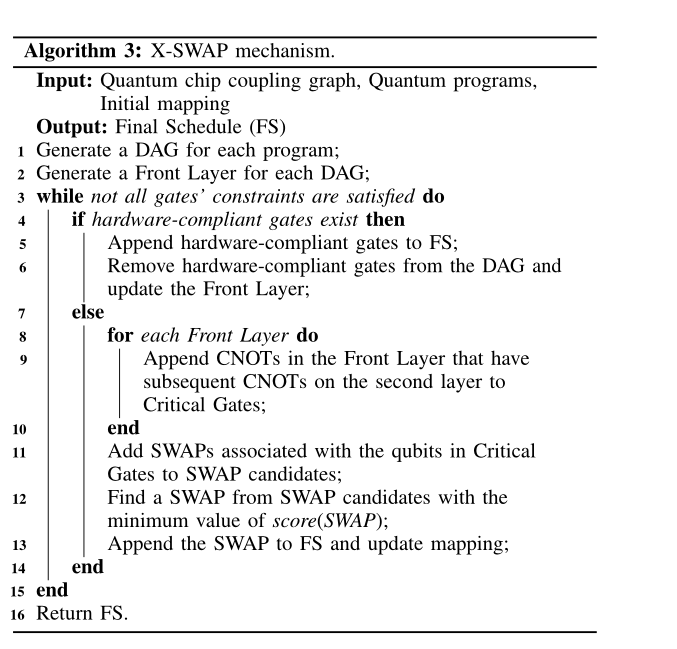 Algorithm 3: X-SWAP mechanism.
Input: Quantum chip coupling graph, Quantum programs,
Initial mapping
Output: Final Schedule (FS)
1 Generate a DAG for each program;
2 Generate a Front Layer for each DAG;
3 while not all gates' constraints are satisfied do
4 if hardware-compliant gates exist then
5 Append hardware-compliant gates to FS;
6 Remove hardware-compliant gates from the DAG and
update the Front Layer;
7 else
8 for each Front Layer do
9 Append CNOTs in the Front Layer that have
subsequent CNOTs on the second layer to
Critical Gates;
10 end
11 Add SWAPs associated with the qubits in Critical
Gates to SWAP candidates;
12 Find a SWAP from SWAP candidates with the
minimum value of score(SWAP);
13 Append the SWAP to FS and update mapping;
14 end
15 end
16 Return FS.